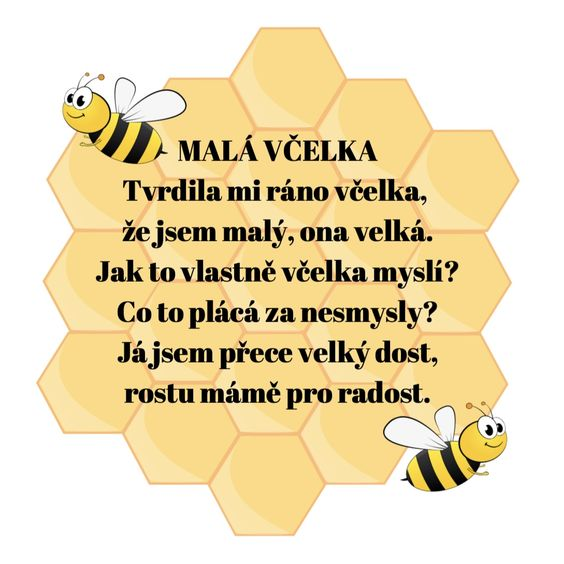 MALÁ VČELKA
Tvrdila mi ráno včelka,
že jsem malý, ona velká.
Jak to vlastně včelka myslí?
Co to plácá za nesmysly?
Já jsem přece velký dost,
rostu mámě pro radost.